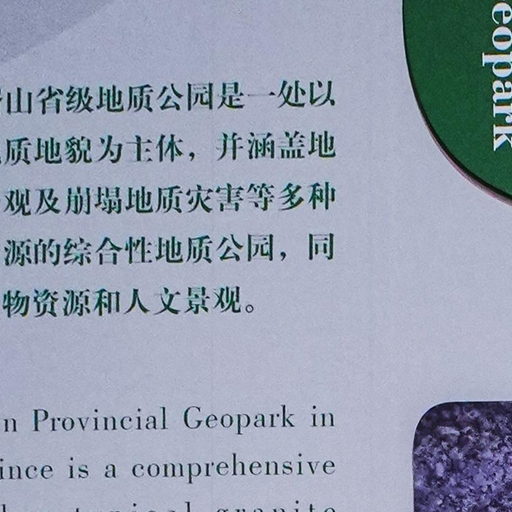 山省级地质公园是一处以
质地貌为主体，并涵盖地
观及崩塌地质灾害等多种
源的综合性地质公园，同
物资源和人文景观。
n Provincial Geopark in
ince is a comprehensive
typical granite
eopark